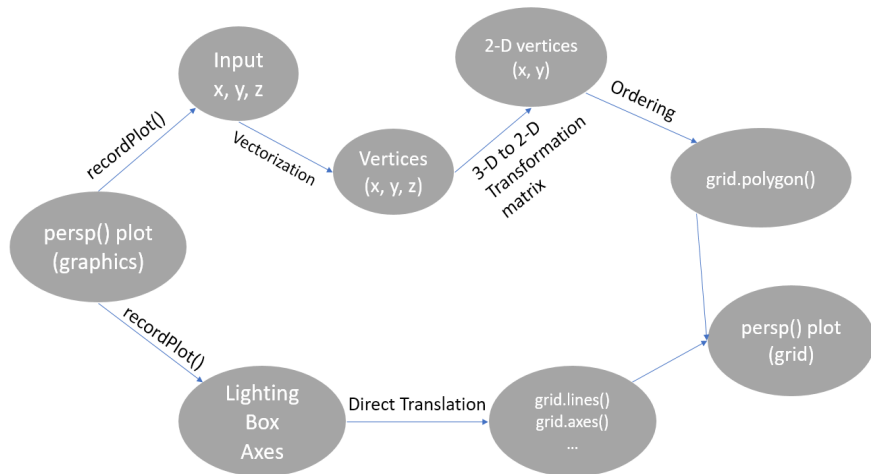 Input
x, y, z
2-D vertices
(x, y)
recordPlot()
Vectorization
Vertices
(x, y, z)
3-D to 2-D
Transformation
matrix
Ordering
grid.polygon()
persp() plot
(graphics)
recordPlot()
Lighting
Box
Axes
Direct Translation
grid.lines()
grid.axes()
...
persp() plot
(grid)